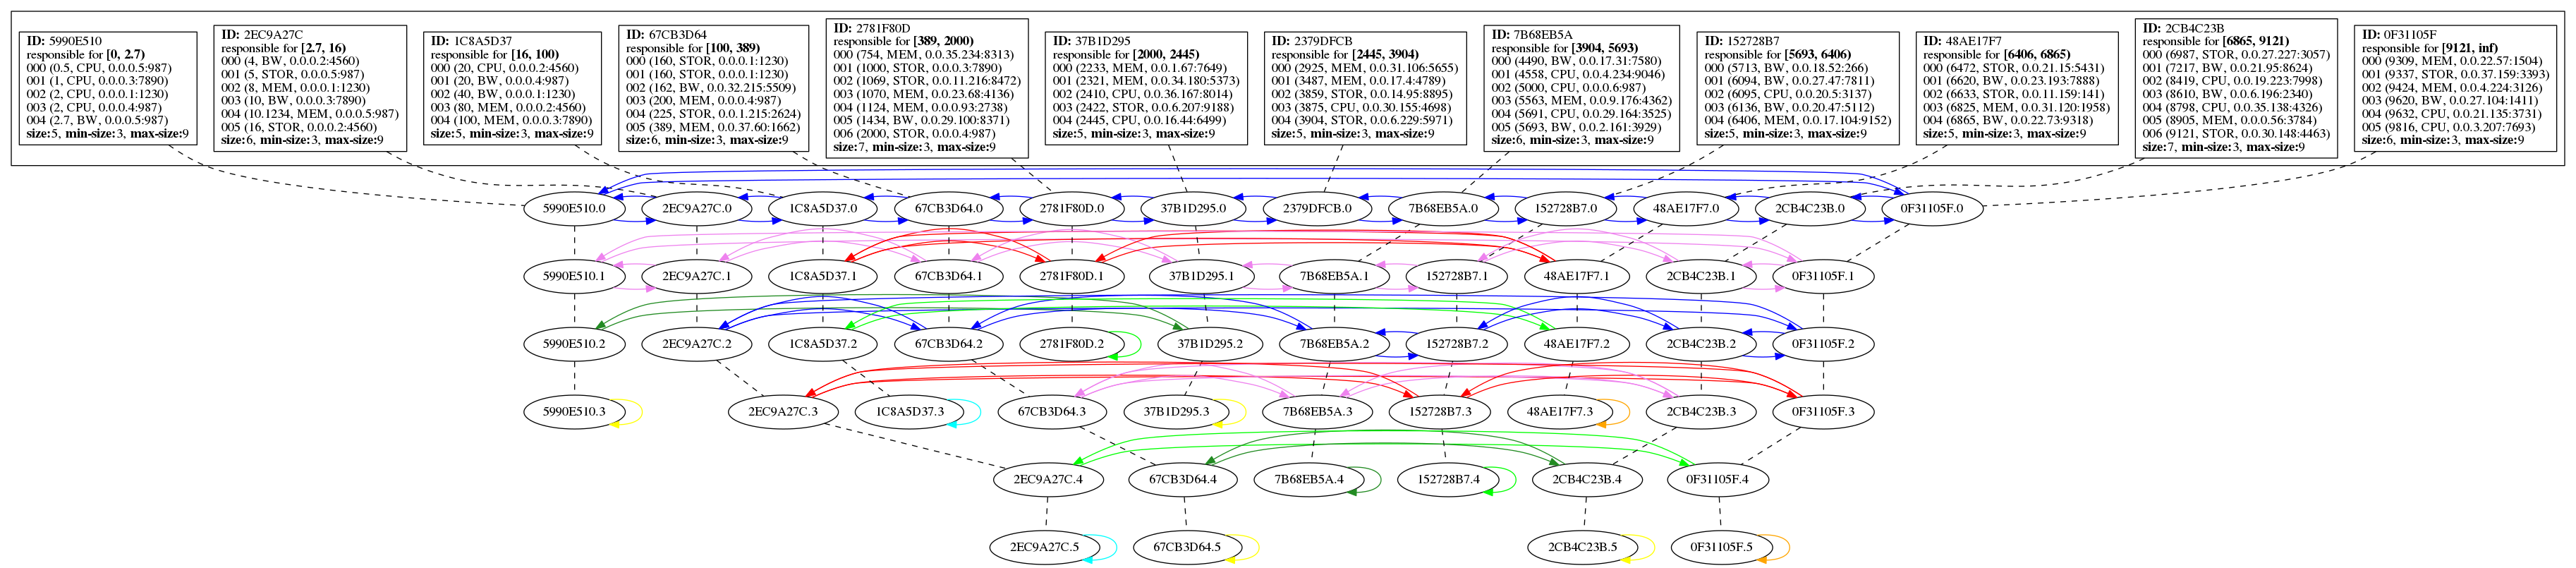 ID: 5990E510
responsible for [0, 2.7)
000 (0.5, CPU, 0.0.0.5:987)
001 (1, CPU, 0.0.0.3:7890)
002 (2, CPU, 0.0.0.1:1230)
003 (2, CPU, 0.0.0.4:987)
004 (2.7, BW, 0.0.0.5:987)
size:5, min-size:3, max-size:9
ID: 2EC9A27C
responsible for [2.7, 16)
000 (4, BW, 0.0.0.2:4560)
001 (5, STOR, 0.0.0.5:987)
002 (8, MEM, 0.0.0.1:1230)
003 (10, BW, 0.0.0.3:7890)
004 (10.1234, MEM, 0.0.0.5:987)
005 (16, STOR, 0.0.0.2:4560)
size:6, min-size:3, max-size:9
ID: 1C8A5D37
responsible for [16, 100)
000 (20, CPU, 0.0.0.2:4560)
001 (20, BW, 0.0.0.4:987)
002 (40, BW, 0.0.0.1:1230)
003 (80, MEM, 0.0.0.2:4560)
004 (100, MEM, 0.0.0.3:7890)
size:5, min-size:3, max-size:9
ID: 67CB3D64
responsible for [100, 389)
000 (160, STOR, 0.0.0.1:1230)
001 (160, STOR, 0.0.0.1:1230)
002 (162, BW, 0.0.32.215:5509)
003 (200, MEM, 0.0.0.4:987)
004 (225, STOR, 0.0.1.215:2624)
005 (389, MEM, 0.0.37.60:1662)
size:6, min-size:3, max-size:9
ID: 2781F80D
responsible for [389, 2000)
000 (754, MEM, 0.0.35.234:8313)
001 (1000, STOR, 0.0.0.3:7890)
002 (1069, STOR, 0.0.11.216:8472)
003 (1070, MEM, 0.0.23.68:4136)
004 (1124, MEM, 0.0.0.93:2738)
005 (1434, BW, 0.0.29.100:8371)
006 (2000, STOR, 0.0.0.4:987)
size:7, min-size:3, max-size:9
ID: 37B1D295
responsible for [2000, 2445)
000 (2233, MEM, 0.0.1.67:7649)
001 (2321, MEM, 0.0.34.180:5373)
002 (2410, CPU, 0.0.36.167:8014)
003 (2422, STOR, 0.0.6.207:9188)
004 (2445, CPU, 0.0.16.44:6499)
size:5, min-size:3, max-size:9
ID: 2379DFCB
responsible for [2445, 3904)
000 (2925, MEM, 0.0.31.106:5655)
001 (3487, MEM, 0.0.17.4:4789)
002 (3859, STOR, 0.0.14.95:8895)
003 (3875, CPU, 0.0.30.155:4698)
004 (3904, STOR, 0.0.6.229:5971)
size:5, min-size:3, max-size:9
ID: 7B68EB5A
responsible for [3904, 5693)
000 (4490, BW, 0.0.17.31:7580)
001 (4558, CPU, 0.0.4.234:9046)
002 (5000, CPU, 0.0.0.6:987)
003 (5563, MEM, 0.0.9.176:4362)
004 (5691, CPU, 0.0.29.164:3525)
005 (5693, BW, 0.0.2.161:3929)
size:6, min-size:3, max-size:9
ID: 152728B7
responsible for [5693, 6406)
000 (5713, BW, 0.0.18.52:266)
001 (6094, BW, 0.0.27.47:7811)
002 (6095, CPU, 0.0.20.5:3137)
003 (6136, BW, 0.0.20.47:5112)
004 (6406, MEM, 0.0.17.104:9152)
size:5, min-size:3, max-size:9
ID: 48AE17F7
responsible for [6406, 6865)
000 (6472, STOR, 0.0.21.15:5431)
001 (6620, BW, 0.0.23.193:7888)
002 (6633, STOR, 0.0.11.159:141)
003 (6825, MEM, 0.0.31.120:1958)
004 (6865, BW, 0.0.22.73:9318)
size:5, min-size:3, max-size:9
ID: 2CB4C23B
responsible for [6865, 9121)
000 (6987, STOR, 0.0.27.227:3057)
001 (7217, BW, 0.0.21.95:8624)
002 (8419, CPU, 0.0.19.223:7998)
003 (8610, BW, 0.0.6.196:2340)
004 (8798, CPU, 0.0.35.138:4326)
005 (8905, MEM, 0.0.0.56:3784)
006 (9121, STOR, 0.0.30.148:4463)
size:7, min-size:3, max-size:9
ID: 0F31105F
responsible for [9121, inf)
000 (9309, MEM, 0.0.22.57:1504)
001 (9337, STOR, 0.0.37.159:3393)
002 (9424, MEM, 0.0.4.224:3126)
003 (9620, BW, 0.0.27.104:1411)
004 (9632, CPU, 0.0.21.135:3731)
005 (9816, CPU, 0.0.3.207:7693)
size:6, min-size:3, max-size:9
5990E510.0
2EC9A27C.0
1C8A5D37.0
67CB3D64.0
2781F80D.0
37B1D295.0
2379DFCB.0
7B68EB5A.0
152728B7.0
48AE17F7.0
2CB4C23B.0
0F31105F.0
5990E510.1
2EC9A27C.1
1C8A5D37.1
67CB3D64.1
2781F80D.1
37B1D295.1
7B68EB5A.1
152728B7.1
48AE17F7.1
2CB4C23B.1
0F31105F.1
5990E510.2
2EC9A27C.2
1C8A5D37.2
67CB3D64.2
2781F80D.2
37B1D295.2
7B68EB5A.2
152728B7.2
48AE17F7.2
2CB4C23B.2
0F31105F.2
5990E510.3
2EC9A27C.3
1C8A5D37.3
67CB3D64.3
37B1D295.3
7B68EB5A.3
152728B7.3
48AE17F7.3
2CB4C23B.3
0F31105F.3
2EC9A27C.4
67CB3D64.4
7B68EB5A.4
152728B7.4
2CB4C23B.4
0F31105F.4
2EC9A27C.5
67CB3D64.5
2CB4C23B.5
0F31105F.5